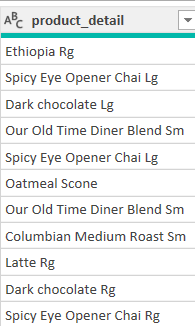 ABC product_detail
Ethiopia Rg
Spicy Eye Opener Chai Lg
Dark chocolate Lg
Our Old Time Diner Blend Sm
Spicy Eye Opener Chai Lg
Oatmeal Scone
Our Old Time Diner Blend Sm
Columbian Medium Roast Sm
Latte Rg
Dark chocolate Rg
Spicy Eye Opener Chai Rg